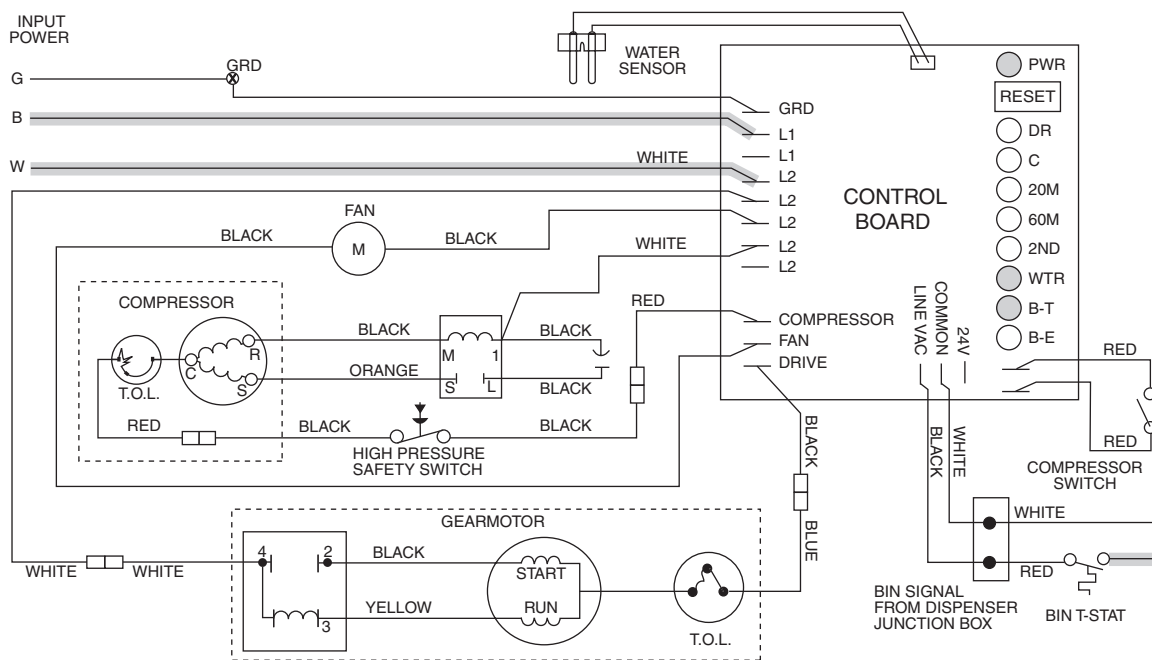 INPUT
POWER
G
GRD
B
W
WHITE
WATER
SENSOR
GRD
L1
L1
L2
L2
L2
L2
L2
CONTROL
BOARD
PWR
RESET
DR
C
20M
60M
2ND
WTR
B-T
B-E
FAN
M
BLACK
BLACK
WHITE
COMPRESSOR
T.O.L.
C
R
S
BLACK
ORANGE
M
1
S
L
BLACK
BLACK
RED
COMPRESSOR
FAN
DRIVE
LINE VAC
COMMON
24V
RED
RED
COMPRESSOR
SWITCH
RED
BLACK
HIGH PRESSURE
SAFETY SWITCH
BLACK
BLACK
BLUE
BLACK
WHITE
WHITE
RED
BIN SIGNAL
FROM DISPENSER
JUNCTION BOX
BIN T-STAT
GEARMOTOR
WHITE
WHITE
4
2
3
BLACK
YELLOW
START
RUN
T.O.L.